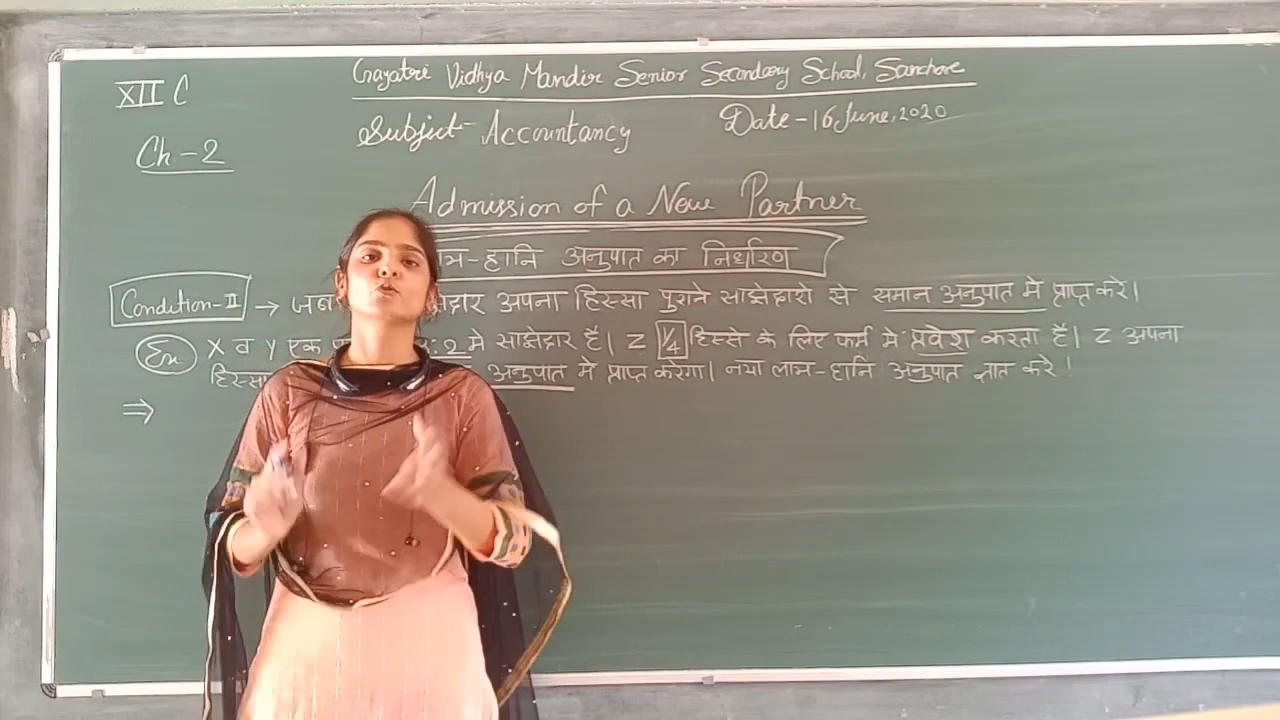 Gayatri Vidhya Mandir Senior Secondary School, Sanchore
XII C
Subject- Accountancy
Date-16 June, 2020
Ch-2
Admission of a New Partner
लाभ-हानि अनुपात का निर्धारण
Condition-II → जब अपना हिस्सा पुराने साझेदारो से समान अनुपात मे प्राप्त करे।
Ex X व Y एक :2 मे साझेदार हैं। Z 1/4 हिस्से के लिए फर्म में प्रवेश करता है। Z अपना
हिस्सा अनुपात मे प्राप्त करेगा। नया लाभ-हानि अनुपात ज्ञात करे!
⇒